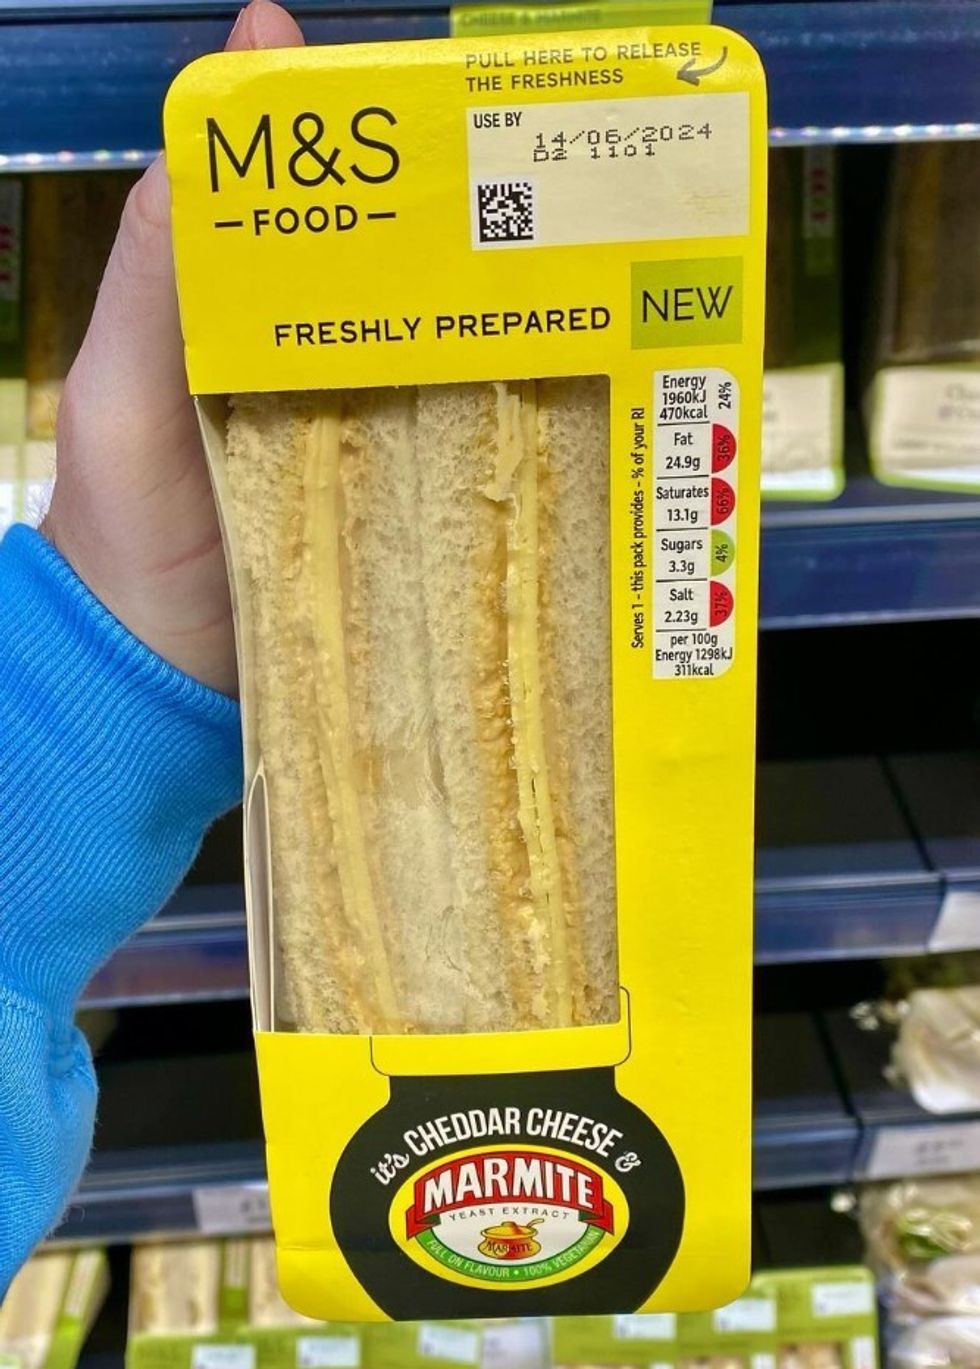 CHEESE & MARMITE
PULL HERE TO RELEASE
THE FRESHNESS
M&S
FOOD
USE BY
14/06/2024
D2 1101
NEW
FRESHLY PREPARED
Serves 1 - this pack provides - % of your RI
Energy
1960kJ
470kcal
24%
Fat
24.9g
36%
Saturates
13.1g
66%
Sugars
3.3g
4%
Salt
2.23g
37%
per 100g
Energy 1298kJ
311kcal
it's CHEDDAR CHEESE &
MARMITE
YEAST EXTRACT
MARMITE
FULL ON FLAVOUR • 100% VEGETARIAN